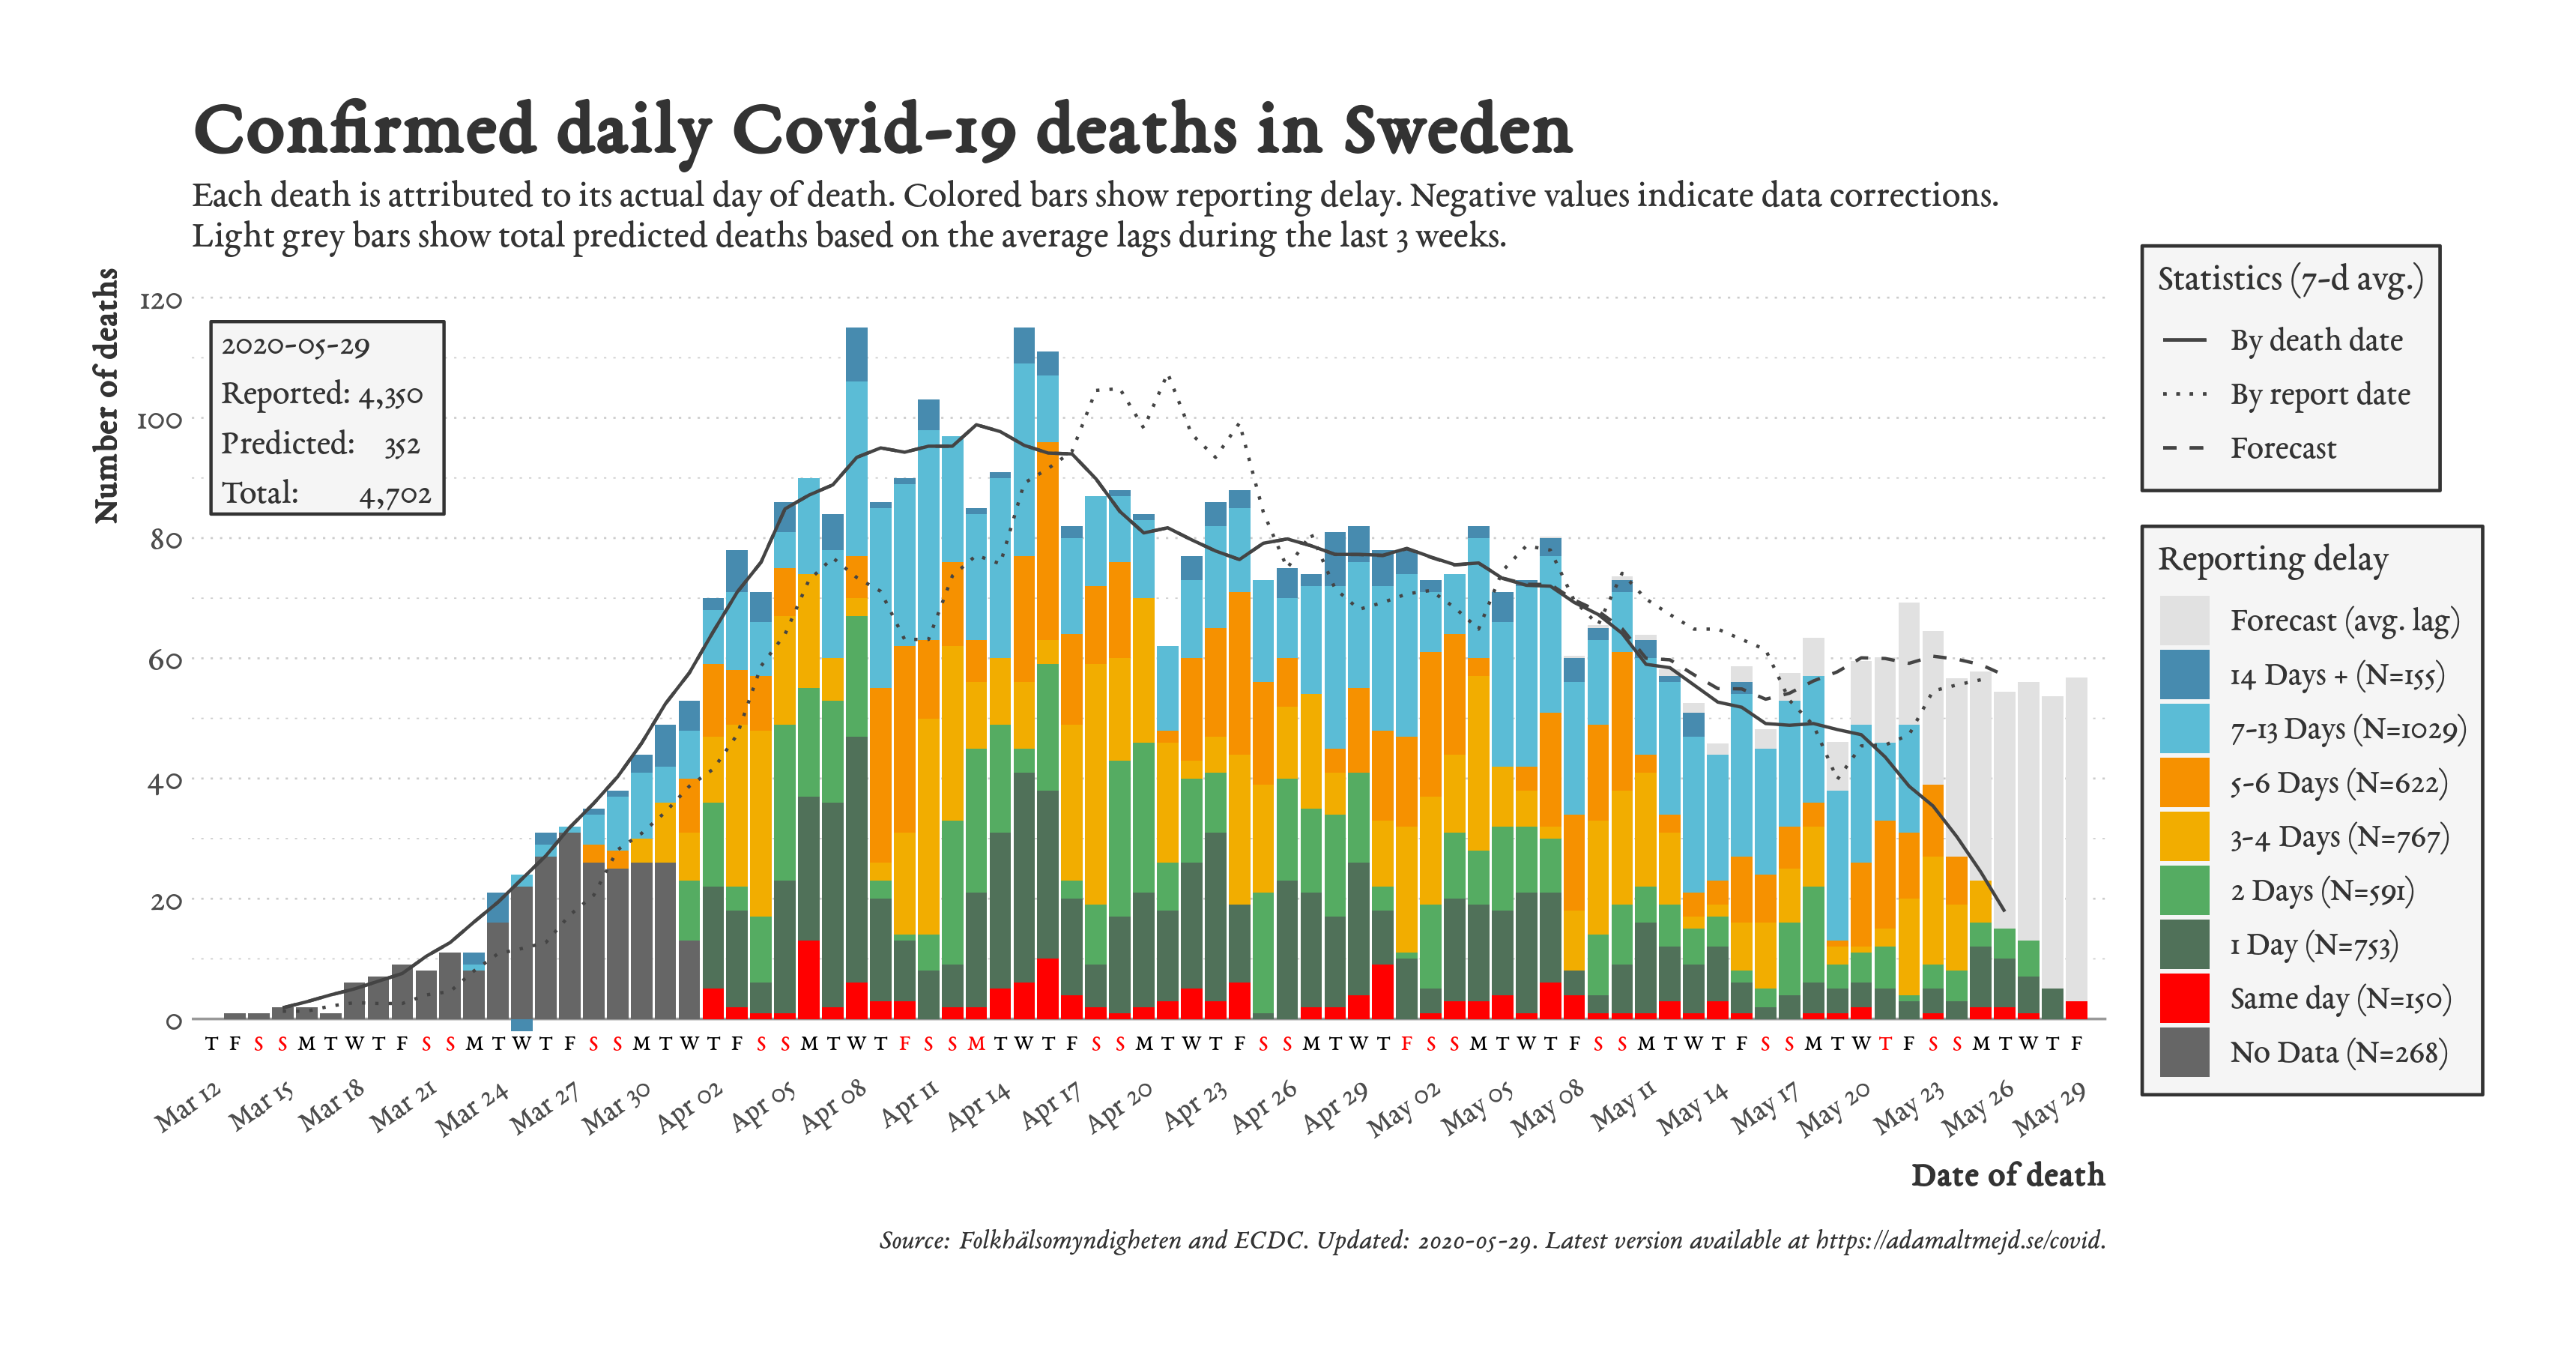 Confirmed daily Covid-19 deaths in Sweden
Each death is attributed to its actual day of death. Colored bars show reporting delay. Negative values indicate data corrections.
Light grey bars show total predicted deaths based on the average lags during the last 3 weeks.
Number of deaths
120
100
80
60
40
20
0
2020-05-29
Reported: 4,350
Predicted: 352
Total: 4,702
T F S S M T W T F S S M T W T F S S M T W T F S S M T W T F S S M T W T F S S M T W T F S S M T W T F S S M T W T F S S M T W T F S S M T W T F S S M T W T F
Mar 12 Mar 15 Mar 18 Mar 21 Mar 24 Mar 27 Mar 30 Apr 02 Apr 05 Apr 08 Apr 11 Apr 14 Apr 17 Apr 20 Apr 23 Apr 26 Apr 29 May 02 May 05 May 08 May 11 May 14 May 17 May 20 May 23 May 26 May 29
Date of death
Statistics (7-d avg.)
By death date
By report date
Forecast
Reporting delay
Forecast (avg. lag)
14 Days + (N=155)
7-13 Days (N=1029)
5-6 Days (N=622)
3-4 Days (N=767)
2 Days (N=591)
1 Day (N=753)
Same day (N=150)
No Data (N=268)
Source: Folkhälsomyndigheten and ECDC. Updated: 2020-05-29. Latest version available at https://adamaltmejd.se/covid.